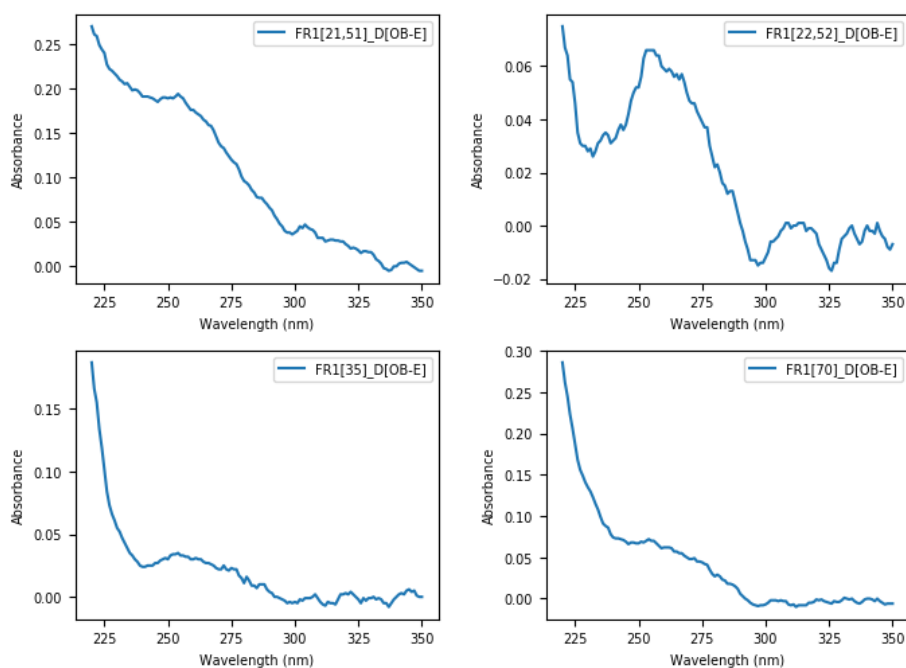 FR1[21,51]_D[OB-E]
0.25
0.20
0.15
0.10
0.05
0.00
Absorbance
225 250 275 300 325 350
Wavelength (nm)
FR1[22,52]_D[OB-E]
0.06
0.04
0.02
0.00
−0.02
Absorbance
225 250 275 300 325 350
Wavelength (nm)
FR1[35]_D[OB-E]
0.15
0.10
0.05
0.00
Absorbance
225 250 275 300 325 350
Wavelength (nm)
FR1[70]_D[OB-E]
0.30
0.25
0.20
0.15
0.10
0.05
0.00
Absorbance
225 250 275 300 325 350
Wavelength (nm)